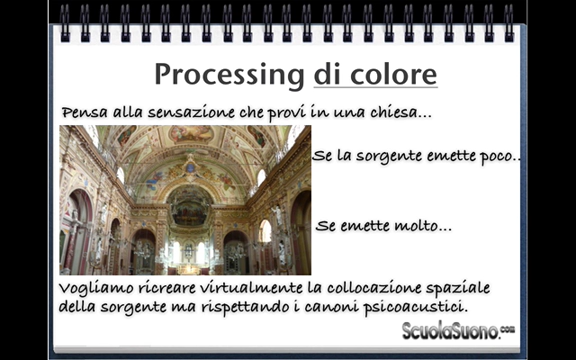 Processing di colore
Pensa alla sensazione che provi in una chiesa...
Se la sorgente emette poco..
Se emette molto...
Vogliamo ricreare virtualmente la collocazione spaziale
della sorgente ma rispettando i canoni psicoacustici.
ScuolaSuono.com